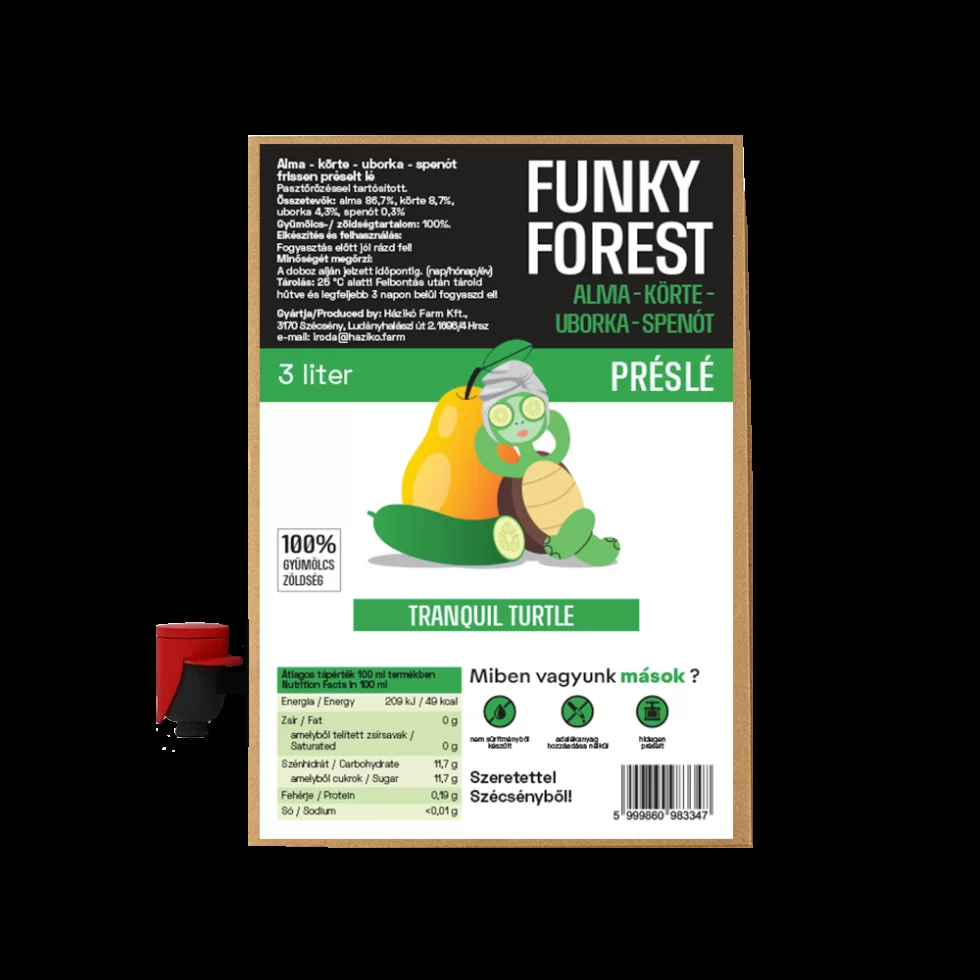 Alma - körte - uborka - spenót
frissen préselt lé
Pasztőrözéssel tartósított.
Összetevők: alma 86,7%, körte 8,7%,
uborka 4,3%, spenót 0,3%
Gyümölcs-/ zöldségtartalom: 100%.
Elkészítés és felhasználás:
Fogyasztás előtt jól rázd fel!
Minőségét megőrzi:
A doboz alján jelzett időpontig. (nap/hónap/év)
Tárolás: 25 °C alatt! Felbontás után tárold
hűtve és legfeljebb 3 napon belül fogyaszd el!
Gyártja/Produced by: Házikó Farm Kft.,
3170 Szécsény, Ludányhalászi út 2. 1696/4 Hrsz
e-mail: iroda@haziko.farm
FUNKY
FOREST
ALMA - KÖRTE -
UBORKA - SPENÓT
3 liter
PRÉSLÉ
100%
GYÜMÖLCS
ZÖLDSÉG
TRANQUIL TURTLE
Átlagos tápérték 100 ml termékben
Nutrition Facts in 100 ml
Energia / Energy 209 kJ / 49 kcal
Zsír / Fat 0 g
amelyből telített zsírsavak /
Saturated 0 g
Szénhidrát / Carbohydrate 11,7 g
amelyből cukrok / Sugar 11,7 g
Fehérje / Protein 0,19 g
Só / Sodium <0,01 g
Miben vagyunk mások ?
nem sűrítményből
készült
adalékanyag
hozzáadása nélkül
hidegen
préselt
Szeretettel
Szécsényből!
5 999860 983347